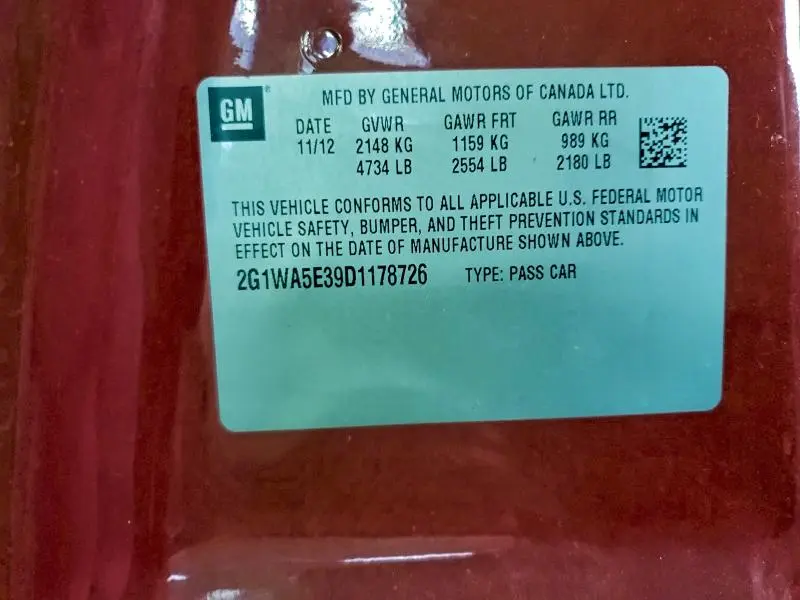 GM®
MFD BY GENERAL MOTORS OF CANADA LTD.
DATE GVWR GAWR FRT GAWR RR
11/12 2148 KG 1159 KG 989 KG
4734 LB 2554 LB 2180 LB
THIS VEHICLE CONFORMS TO ALL APPLICABLE U.S. FEDERAL MOTOR
VEHICLE SAFETY, BUMPER, AND THEFT PREVENTION STANDARDS IN
EFFECT ON THE DATE OF MANUFACTURE SHOWN ABOVE.
2G1WA5E39D1178726 TYPE: PASS CAR